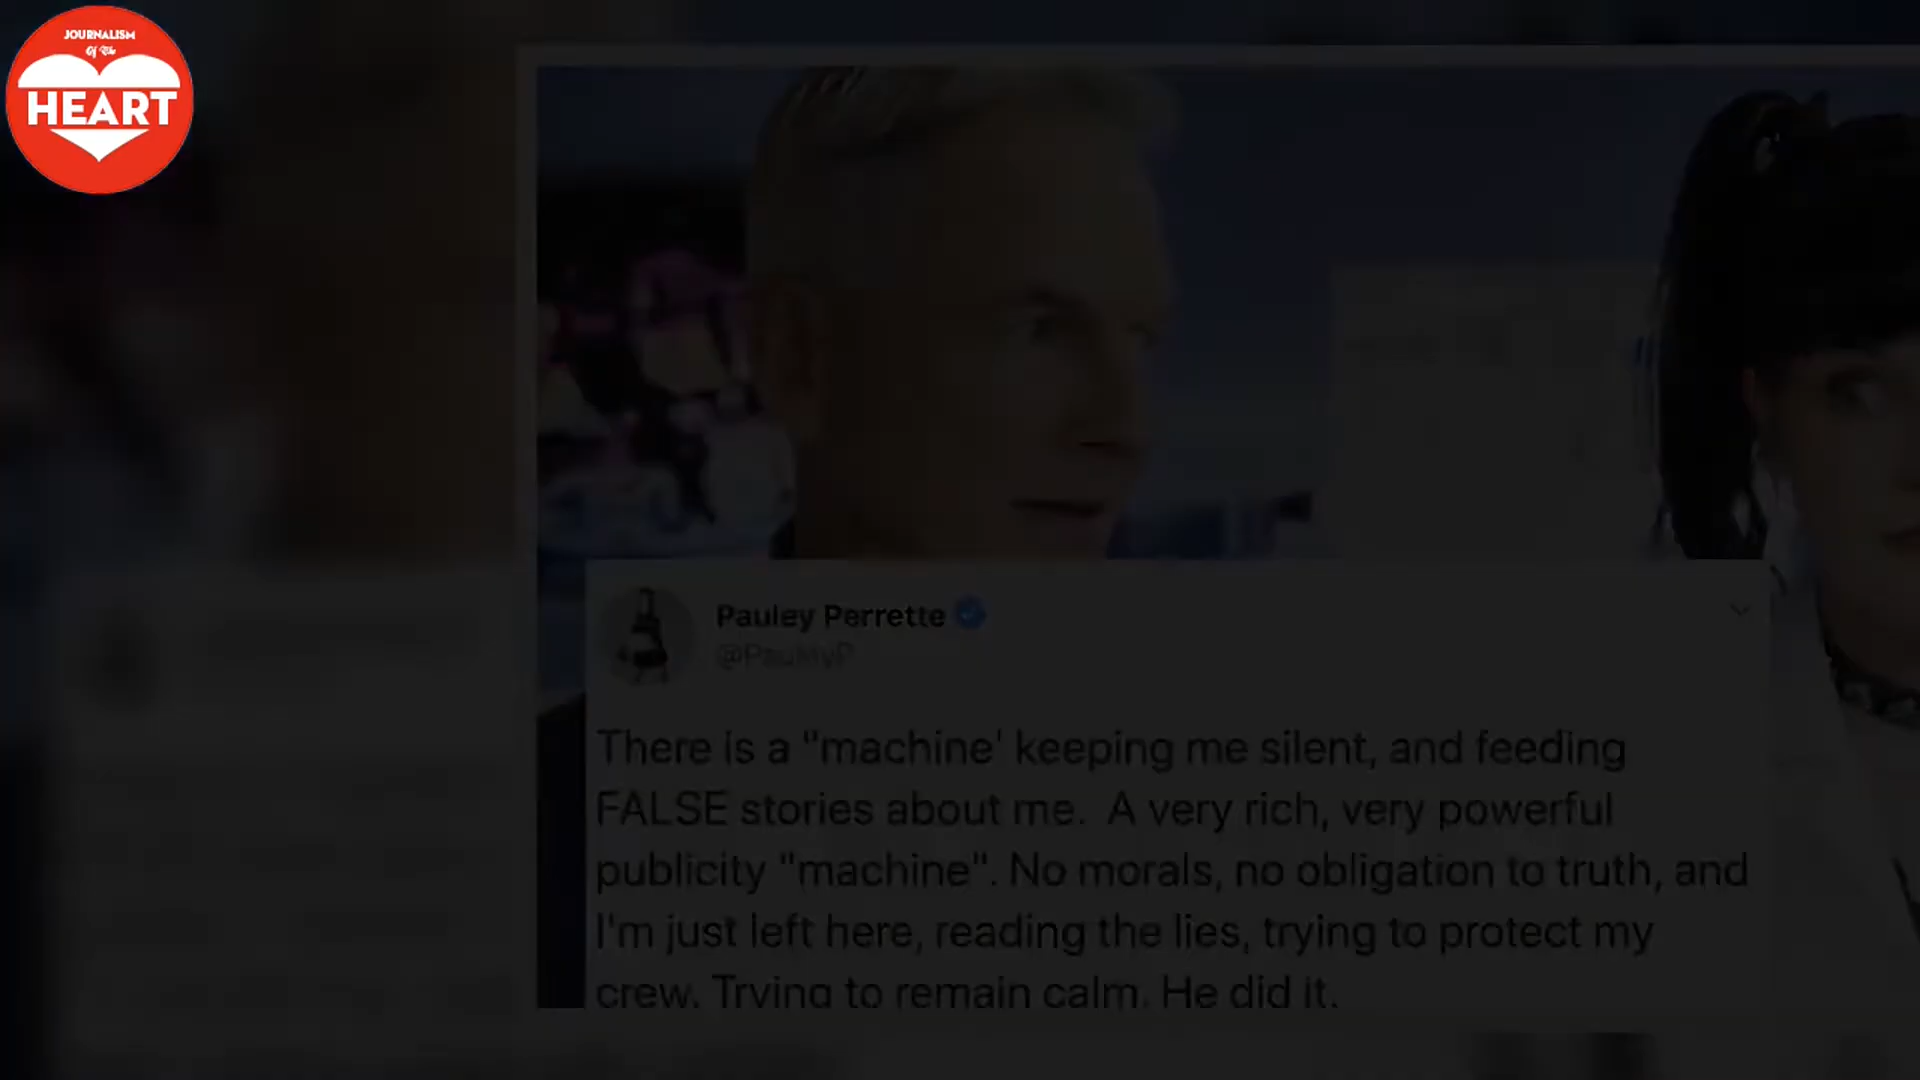 JOURNALISM
Of The
HEART
Pauley Perrette
@PauleyP
There is a "machine' keeping me silent, and feeding
FALSE stories about me.  A very rich, very powerful
publicity "machine". No morals, no obligation to truth, and
I'm just left here, reading the lies, trying to protect my
crew. Trying to remain calm. He did it.